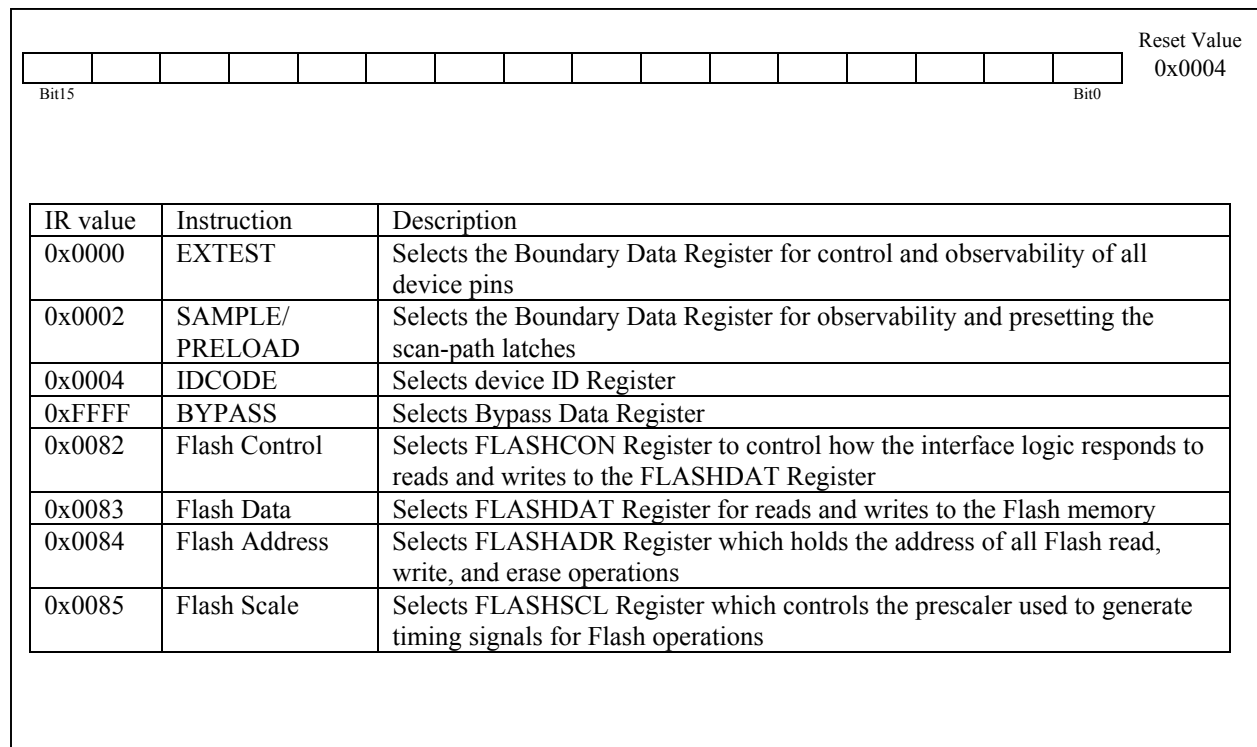 Reset Value
0x0004
Bit15 Bit0
IR value Instruction Description
0x0000 EXTEST Selects the Boundary Data Register for control and observability of all
device pins
0x0002 SAMPLE/ Selects the Boundary Data Register for observability and presetting the
PRELOAD scan-path latches
0x0004 IDCODE Selects device ID Register
0xFFFF BYPASS Selects Bypass Data Register
0x0082 Flash Control Selects FLASHCON Register to control how the interface logic responds to
reads and writes to the FLASHDAT Register
0x0083 Flash Data Selects FLASHDAT Register for reads and writes to the Flash memory
0x0084 Flash Address Selects FLASHADR Register which holds the address of all Flash read,
write, and erase operations
0x0085 Flash Scale Selects FLASHSCL Register which controls the prescaler used to generate
timing signals for Flash operations